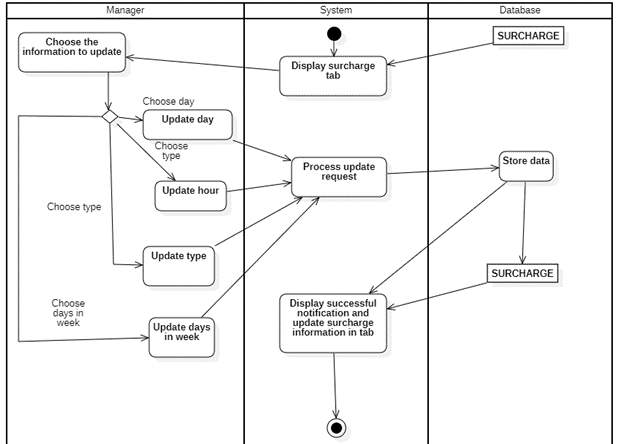 Manager
System
Database
Choose the
information to update
SURCHARGE
Display surcharge
tab
Choose day
Update day
Choose
type
Process update
request
Store data
Update hour
Choose type
Update type
SURCHARGE
Choose
days in
week
Update days
in week
Display successful
notification and
update surcharge
information in tab